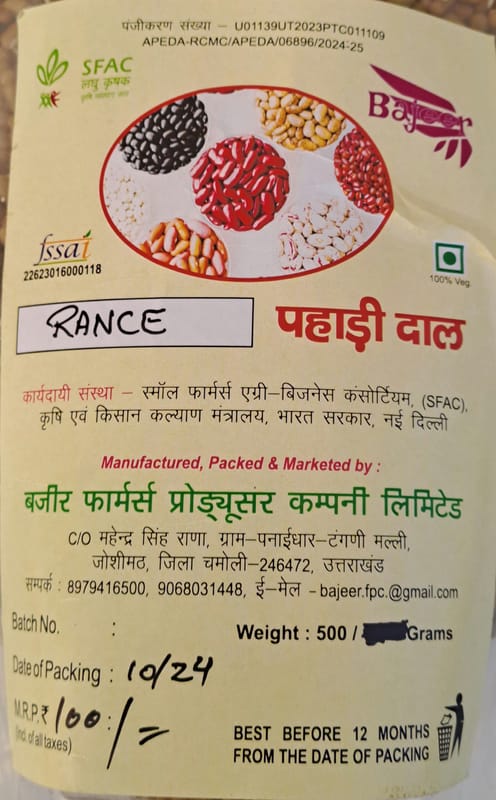 पंजीकरण संख्या – U01139UT2023PTC011109
APEDA-RCMC/APEDA/06896/2024-25
SFAC
लघु कृषक
कृषि व्यापार संघ
Bajeer
fssai
22623016000118
100% Veg.
RANCE
पहाड़ी दाल
कार्यदायी संस्था – स्मॉल फार्मर्स एग्री–बिजनेस कंसोर्टियम, (SFAC),
कृषि एवं किसान कल्याण मंत्रालय, भारत सरकार, नई दिल्ली
Manufactured, Packed & Marketed by :
बजीर फार्मर्स प्रोड्यूसर कम्पनी लिमिटेड
C/O महेन्द्र सिंह राणा, ग्राम–पनाईधार–टंगणी मल्ली,
जोशीमठ, जिला चमोली–246472, उत्तराखंड
सम्पर्क : 8979416500, 9068031448, ई–मेल – bajeer.fpc.@gmail.com
Batch No. :
Weight : 500 / Grams
Date of Packing : 10/24
M.R.P.₹ : 100/=
(incl. of all taxes)
BEST BEFORE 12 MONTHS
FROM THE DATE OF PACKING